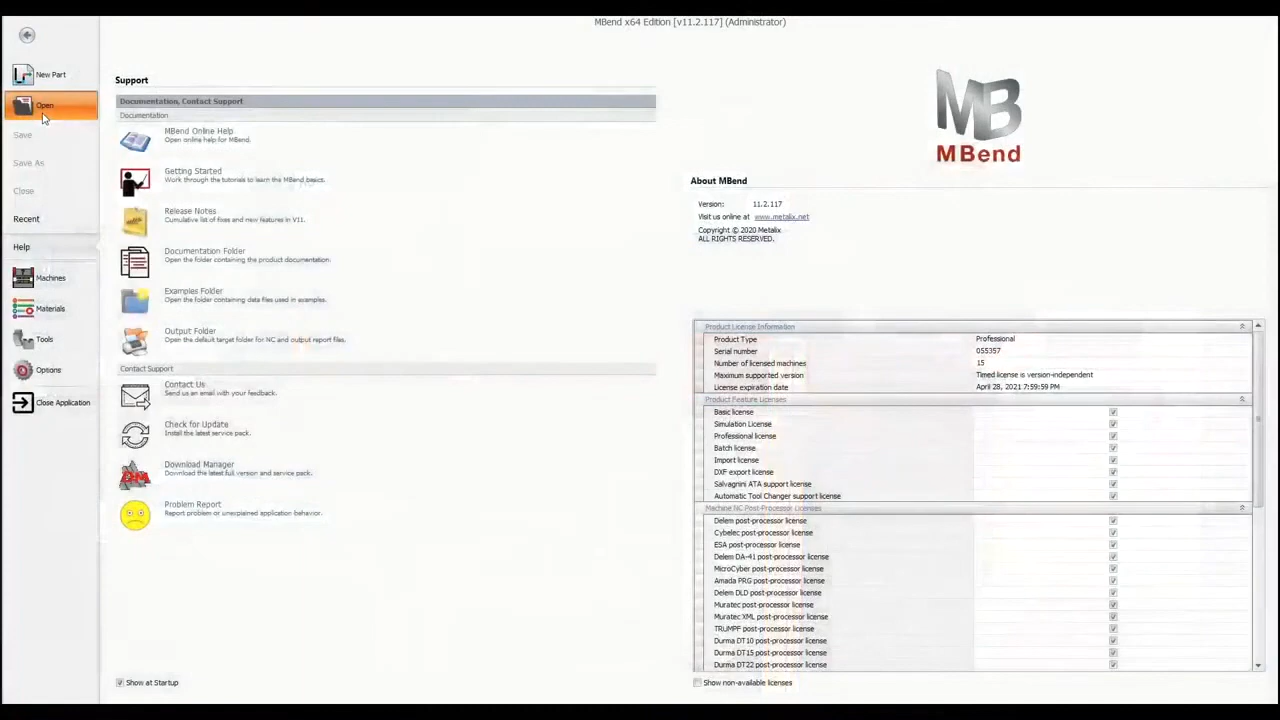 MBend x64 Edition [v11.2.117] (Administrator)
New Part
Open
Save
Save As
Close
Recent
Help
Machines
Materials
Tools
Options
Close Application
Support
Documentation, Contact Support
Documentation
MBend Online Help
Open online help for MBend.
Getting Started
Work through the tutorials to learn the MBend basics.
Release Notes
Cumulative list of fixes and new features in V11.
Documentation Folder
Open the folder containing the product documentation.
Examples Folder
Open the folder containing data files used in examples.
Output Folder
Open the default target folder for NC and output report files.
Contact Support
Contact Us
Send us an email with your feedback.
Check for Update
Install the latest service pack.
Download Manager
Download the latest full version and service pack.
Problem Report
Report problem or unexplained application behavior.
Show at Startup
MB
MBend
About MBend
Version: 11.2.117
Visit us online at www.metalix.net
Copyright © 2020 Metalix
ALL RIGHTS RESERVED.
Product License Information
Product Type Professional
Serial number 055357
Number of licensed machines 15
Maximum supported version Timed license is version-independent
License expiration date April 28, 2021 7:59:59 PM
Product Feature Licenses
Basic license
Simulation License
Professional license
Batch license
Import license
DXF export license
Salvagnini ATA support license
Automatic Tool Changer support license
Machine NC Post-Processor Licenses
Delem post-processor license
Cybelec post-processor license
ESA post-processor license
Delem DA-41 post-processor license
MicroCyber post-processor license
Amada PRG post-processor license
Delem DLD post-processor license
Muratec post-processor license
Muratec XML post-processor license
TRUMPF post-processor license
Durma DT10 post-processor license
Durma DT15 post-processor license
Durma DT22 post-processor license
Show non-available licenses